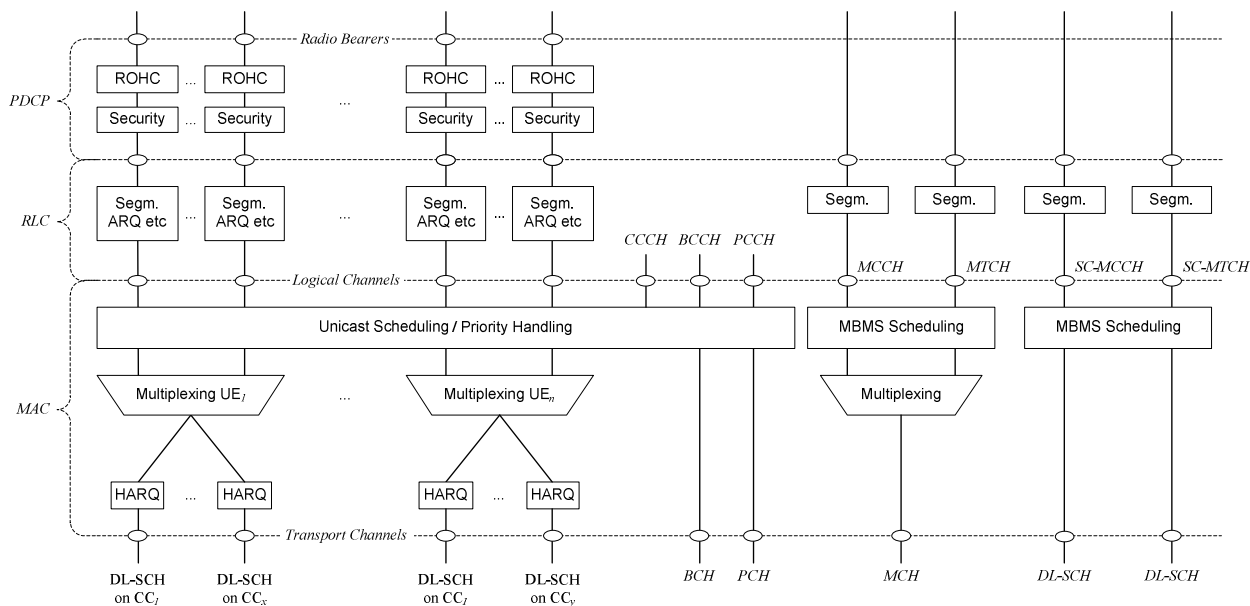 Radio Bearers
ROHC ... ROHC ROHC ... ROHC
PDCP ...
Security ... Security Security ... Security
Segm. ARQ etc ... Segm. ARQ etc ... Segm. ARQ etc ... Segm. ARQ etc Segm. Segm. Segm. Segm.
RLC
CCCH BCCH PCCH
MCCH MTCH SC-MCCH SC-MTCH
Logical Channels
Unicast Scheduling / Priority Handling MBMS Scheduling MBMS Scheduling
Multiplexing UE1 ... Multiplexing UEn Multiplexing
MAC
HARQ ... HARQ HARQ ... HARQ
Transport Channels
DL-SCH on CC1 DL-SCH on CCx DL-SCH on CC1 DL-SCH on CCy BCH PCH MCH DL-SCH DL-SCH